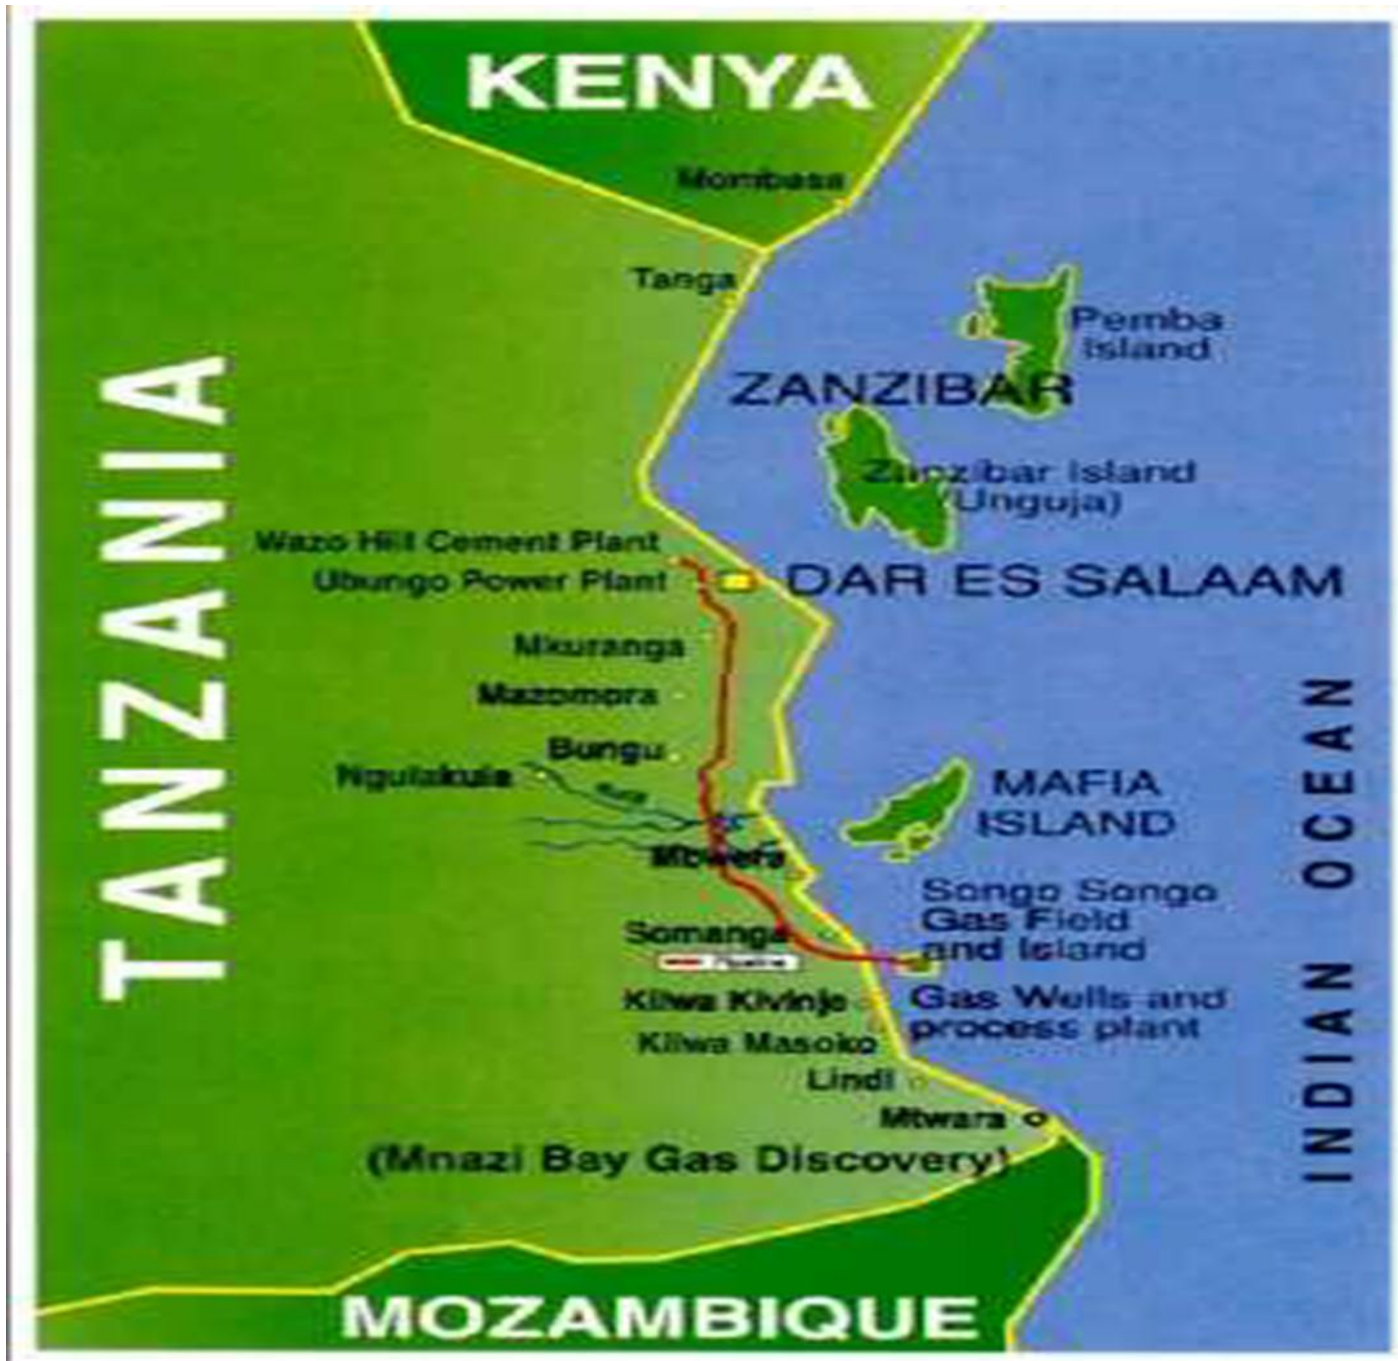 KENYA
Mombasa
Tanga
Pemba
Island
ZANZIBAR
Zanzibar Island
(Unguja)
TANZANIA
Wazo Hill Cement Plant
Ubungo Power Plant
DAR ES SALAAM
Mkuranga
Mazomora
Bungu
Ngulakula
MAFIA
ISLAND
Mbwera
Songo Songo
Gas Field
and Island
Somanga
Gas Wells and
process plant
Kilwa Kivinje
Kilwa Masoko
Lindi
Mtwara
(Mnazi Bay Gas Discovery)
INDIAN OCEAN
MOZAMBIQUE